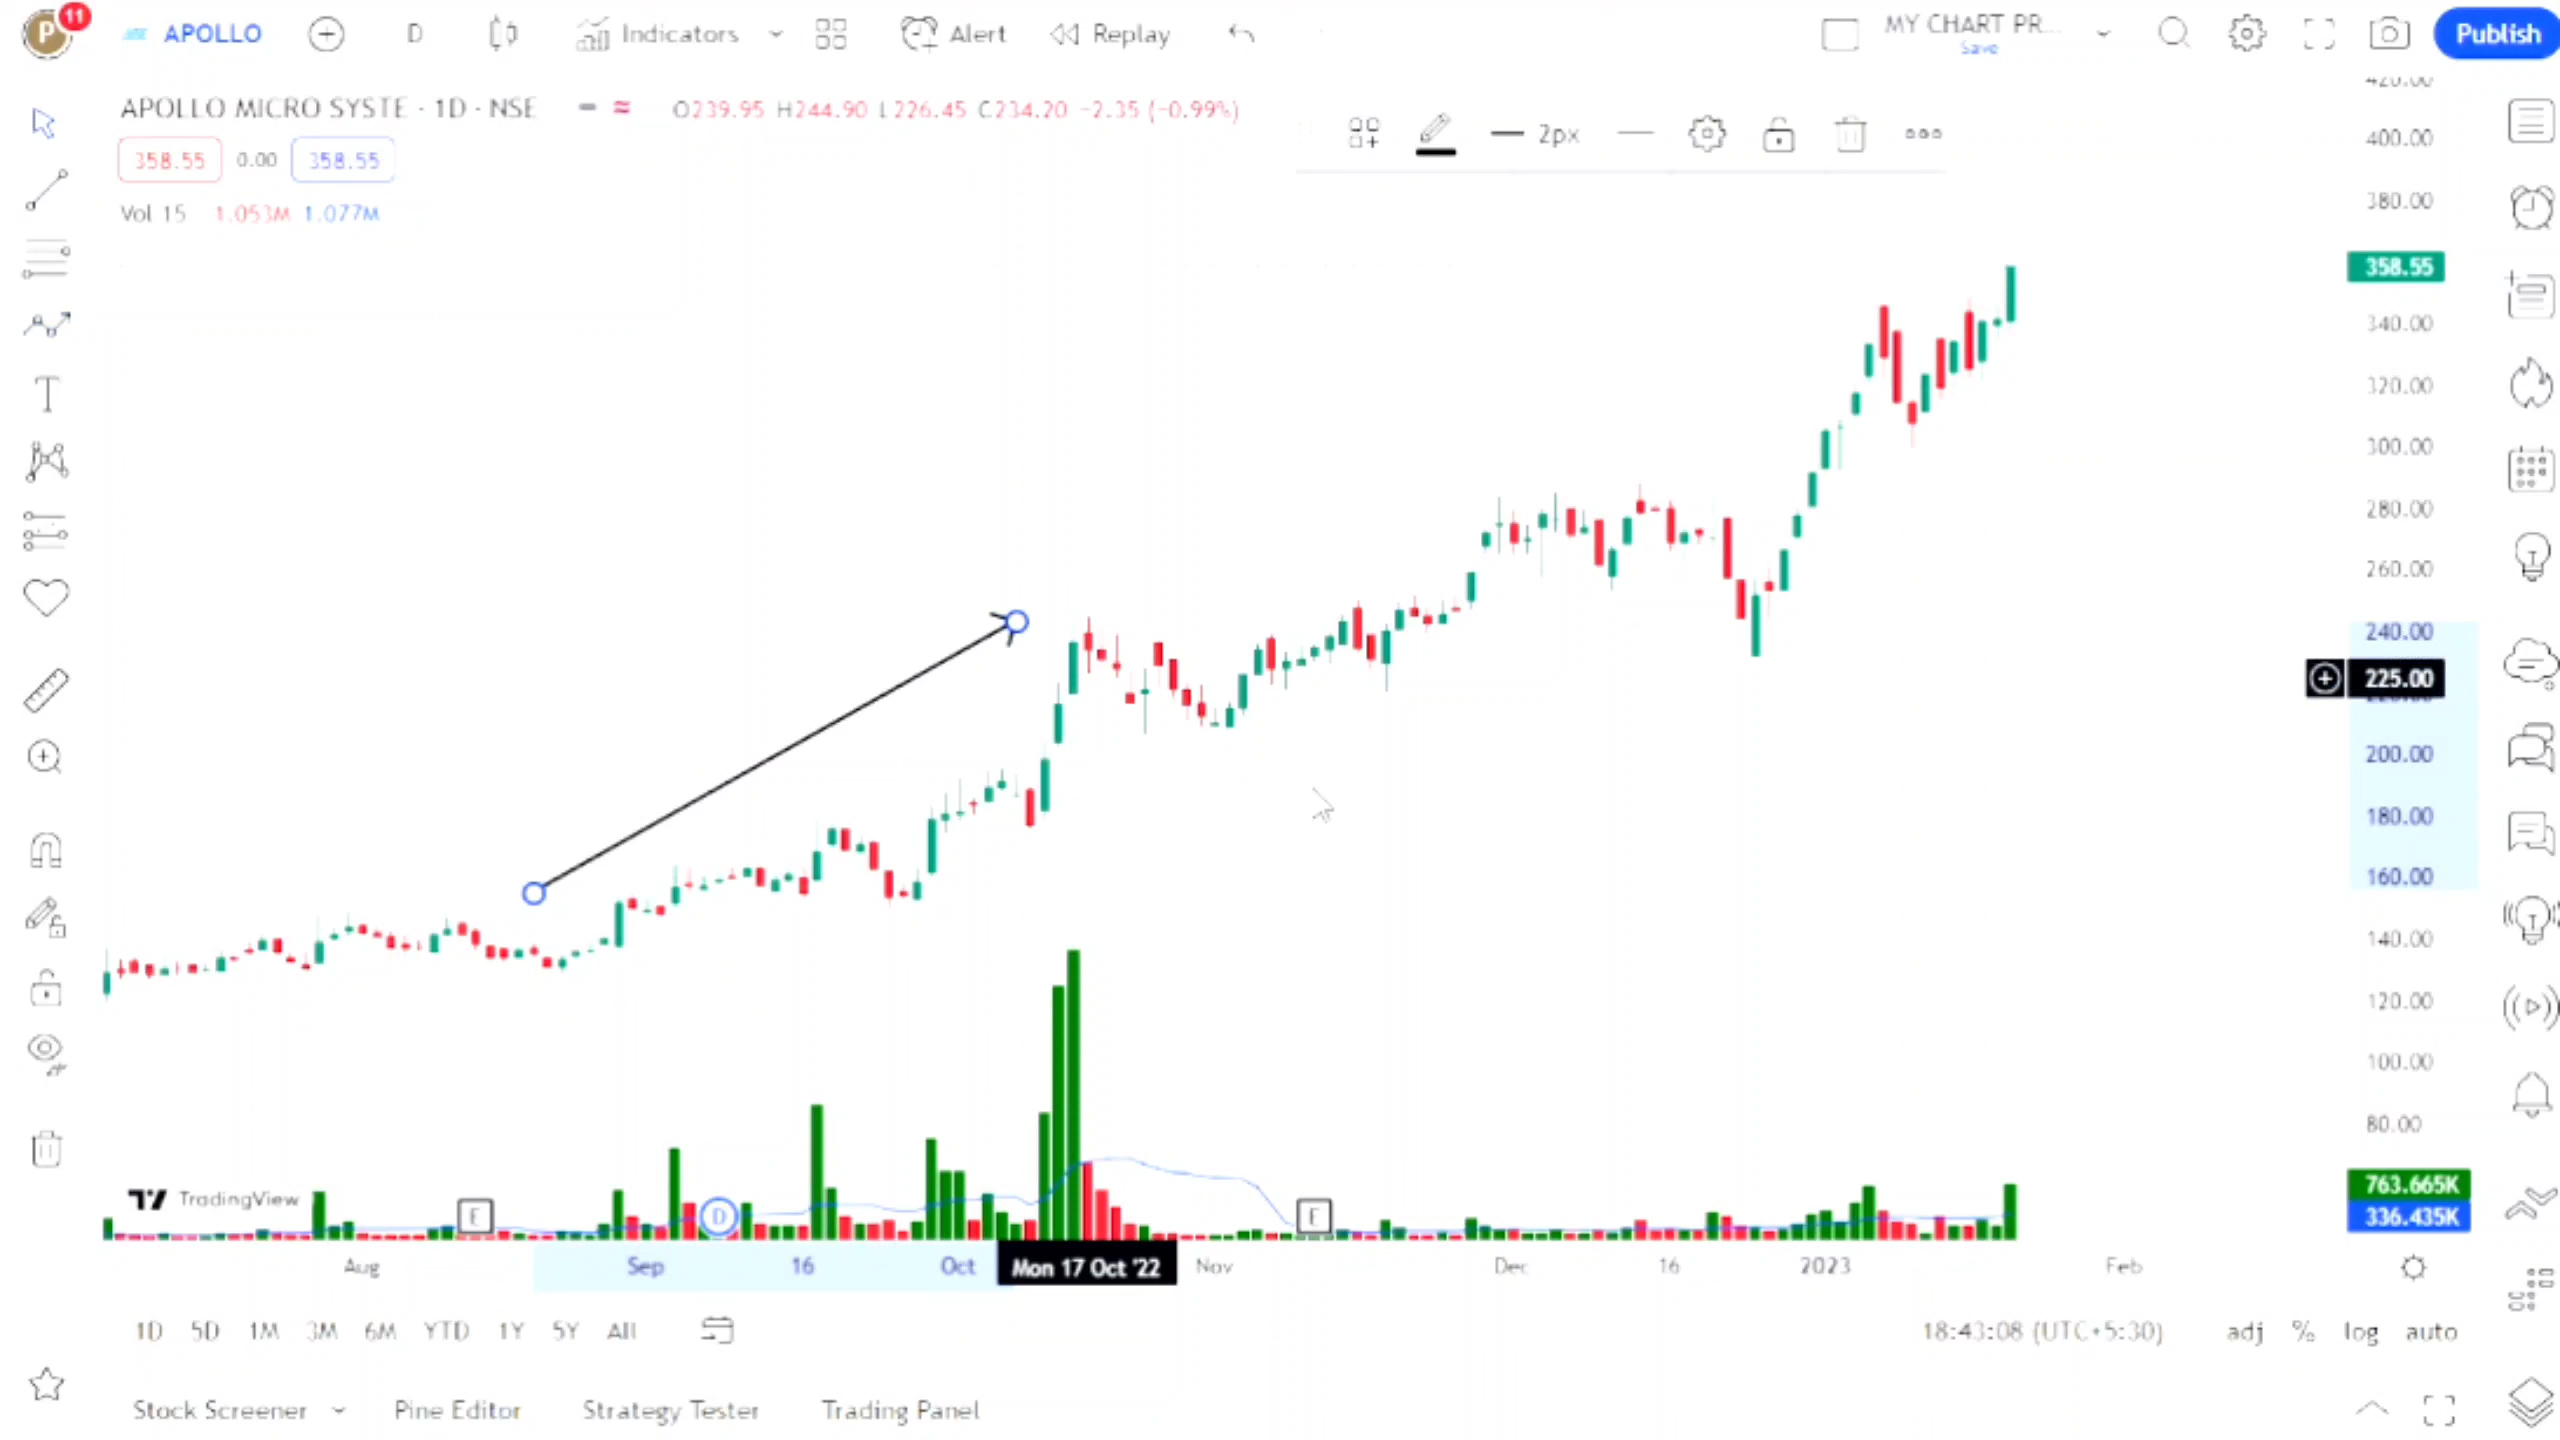 P 11 APOLLO D Indicators Alert Replay MY CHART PR... Save Publish
APOLLO MICRO SYSTE · 1D · NSE O239.95 H244.90 L226.45 C234.20 −2.35 (−0.99%)
2px
358.55 0.00 358.55
Vol 15 1.053M 1.077M
420.00
400.00
380.00
358.55
340.00
320.00
300.00
280.00
260.00
240.00
225.00
200.00
180.00
160.00
140.00
120.00
100.00
80.00
763.665K
336.435K
TradingView
E D E
Aug Sep 16 Oct Mon 17 Oct '22 Nov Dec 16 2023 Feb
1D 5D 1M 3M 6M YTD 1Y 5Y All 18:43:08 (UTC+5:30) adj % log auto
Stock Screener Pine Editor Strategy Tester Trading Panel